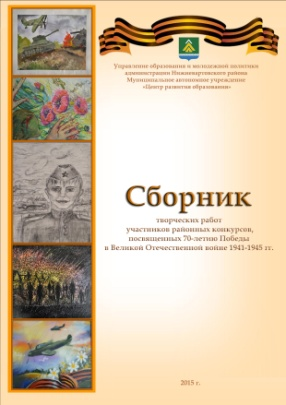 Управление образования и молодежной политики
администрации Нижневартовского района
Муниципальное автономное учреждение
«Центр развития образования»
Сборник
творческих работ
участников районных конкурсов,
посвященных 70-летию Победы
в Великой Отечественной войне 1941-1945 гг.
2015 г.